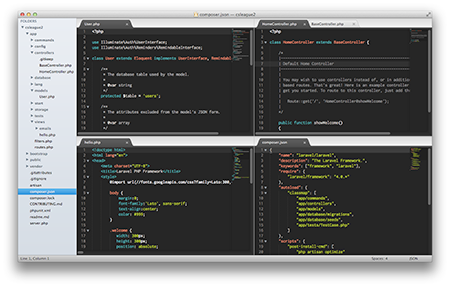 composer.json — csleague2
FOLDERS
csleague2
app
commands
config
controllers
.gitkeep
BaseController.php
HomeController.php
database
lang
models
User.php
start
storage
tests
views
emails
hello.php
filters.php
routes.php
bootstrap
public
vendor
.gitattributes
.gitignore
artisan
composer.json
composer.lock
CONTRIBUTING.md
phpunit.xml
readme.md
server.php
User.php
<?php
use Illuminate\Auth\UserInterface;
use Illuminate\Auth\Reminders\RemindableInterface;
class User extends Eloquent implements UserInterface, Remindab
/**
* The database table used by the model.
*
* @var string
*/
protected $table = 'users';
/**
* The attributes excluded from the model's JSON form.
*
* @var array
*/
HomeController.php
BaseController.php
<?php
class HomeController extends BaseController {
/*
| Default Home Controller
| You may wish to use controllers instead of, or in additio
| based routes. That's great! Here is an example controller
| get you started. To route to this controller, just add th
| Route::get('/', 'HomeController@showWelcome');
*/
public function showWelcome()
{
hello.php
<!doctype html>
<html lang="en">
<head>
<meta charset="UTF-8">
<title>Laravel PHP Framework</title>
<style>
@import url(//fonts.googleapis.com/css?family=Lato:300,
body {
margin:0;
font-family:'Lato', sans-serif;
text-align:center;
color: #999;
}
.welcome {
width: 300px;
height: 300px;
position: absolute;
composer.json
{
"name": "laravel/laravel",
"description": "The Laravel Framework.",
"keywords": ["framework", "laravel"],
"require": {
"laravel/framework": "4.0.*"
},
"autoload": {
"classmap": [
"app/commands",
"app/controllers",
"app/models",
"app/database/migrations",
"app/database/seeds",
"app/tests/TestCase.php"
]
},
"scripts": {
"post-install-cmd": [
"php artisan optimize"
Line 1, Column 1
Spaces
JSON